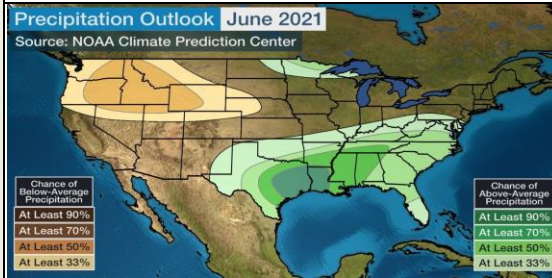 Precipitation Outlook June 2021
Source: NOAA Climate Prediction Center
Chance of
Below-Average
Precipitation
At Least 90%
At Least 70%
At Least 50%
At Least 33%
Chance of
Above-Average
Precipitation
At Least 90%
At Least 70%
At Least 50%
At Least 33%